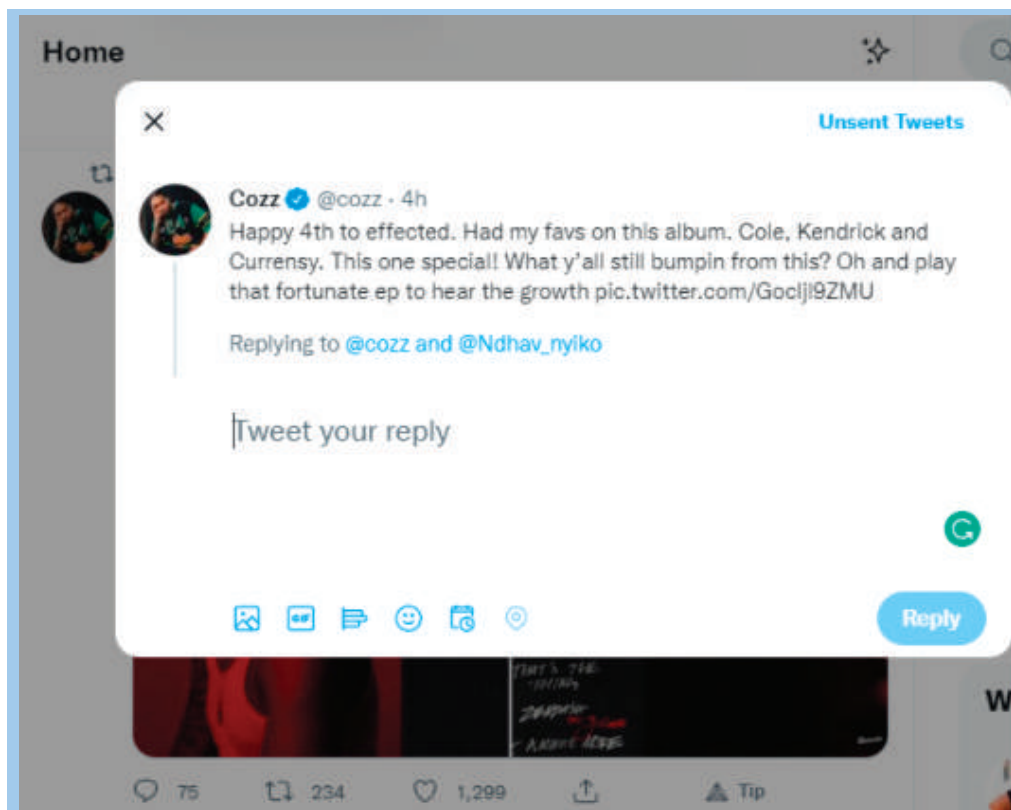 Home
Unsent Tweets
Cozz @cozz · 4h
Happy 4th to effected. Had my favs on this album. Cole, Kendrick and
Currensy. This one special! What y'all still bumpin from this? Oh and play
that fortunate ep to hear the growth pic.twitter.com/Gocljl9ZMU
Replying to @cozz and @Ndhav_nyiko
Tweet your reply
GIF
Reply
THAT'S THE
W
75 234 1,299 Tip